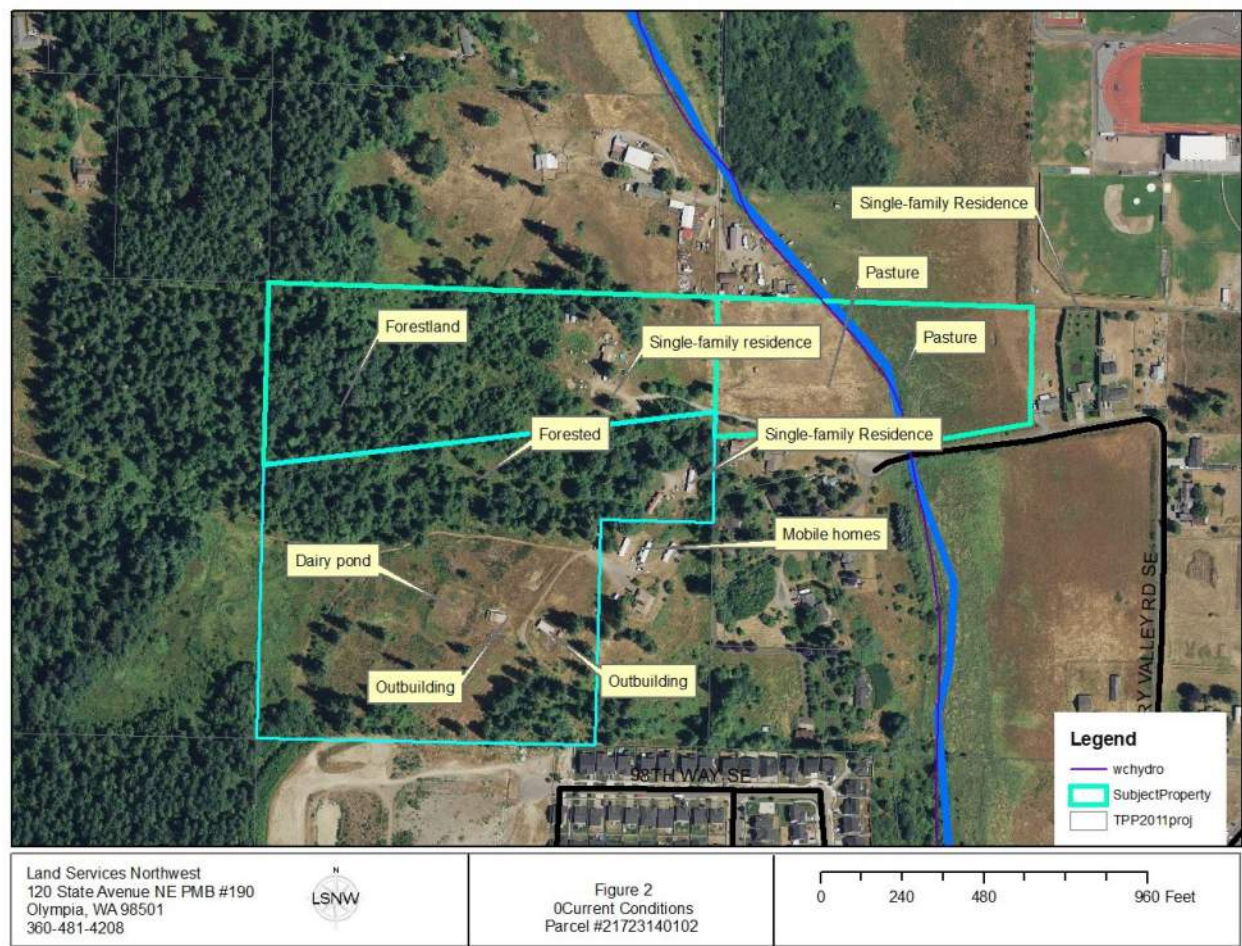 Single-family Residence
Pasture
Forestland
Single-family residence
Pasture
Forested
Single-family Residence
Mobile homes
Dairy pond
Outbuilding
Outbuilding
RY VALLEY RD SE
98TH WAY SE
Legend
wchydro
SubjectProperty
TPP2011proj
Land Services Northwest
120 State Avenue NE PMB #190
Olympia, WA 98501
360-481-4208
N
LSNW
Figure 2
0Current Conditions
Parcel #21723140102
0 240 480 960 Feet